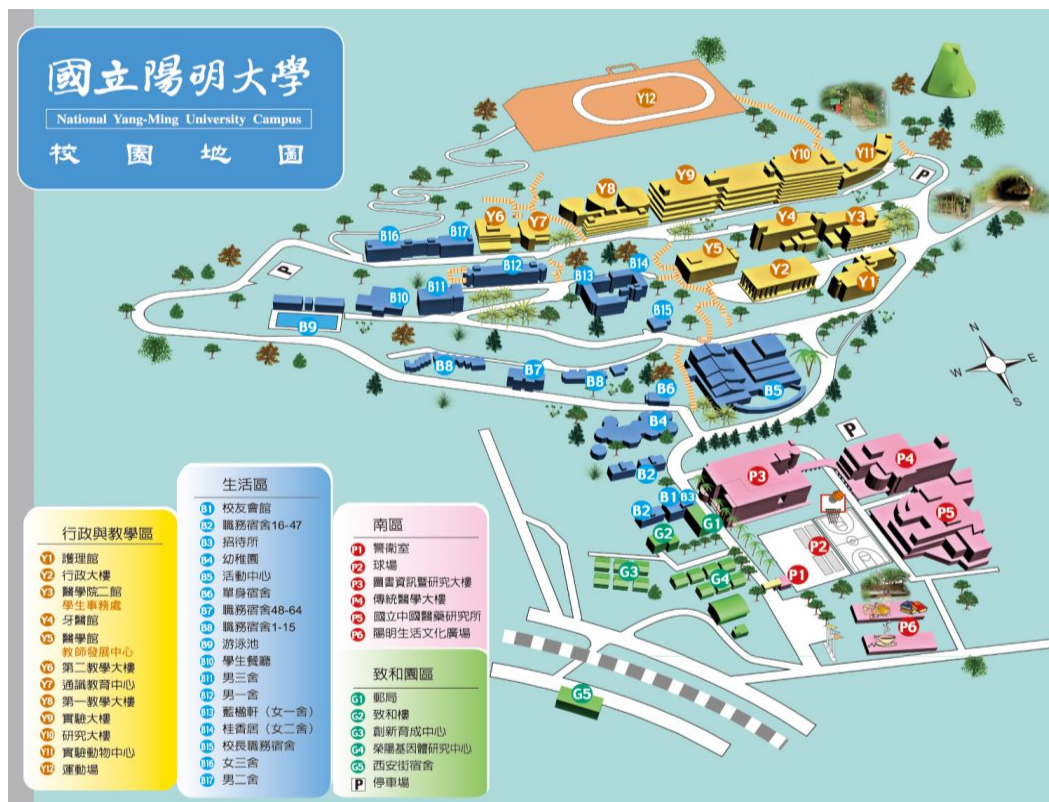 國立陽明大學
National Yang-Ming University Campus
校園地圖
Y12
Y10
Y11
Y9
Y8
P
Y6
Y7
Y4
Y3
B17
B16
Y5
B14
B12
B13
Y2
P
Y1
B11
B10
B15
B9
N
E
W
S
B8
B7
B8
B5
B6
B4
P
P4
B2
P3
B1
B3
P5
B2
G1
G2
P2
G3
G4
P1
P6
G5
行政與教學區
Y1 護理館
Y2 行政大樓
Y3 醫學院二館
學生事務處
Y4 牙醫館
Y5 醫學館
教師發展中心
Y6 第二教學大樓
Y7 通識教育中心
Y8 第一教學大樓
Y9 實驗大樓
Y10 研究大樓
Y11 實驗動物中心
Y12 運動場
生活區
B1 校友會館
B2 職務宿舍16-47
B3 招待所
B4 幼稚園
B5 活動中心
B6 單身宿舍
B7 職務宿舍48-64
B8 職務宿舍1-15
B9 游泳池
B10 學生餐廳
B11 男三舍
B12 男一舍
B13 藍楹軒（女一舍）
B14 桂香居（女二舍）
B15 校長職務宿舍
B16 女三舍
B17 男二舍
南區
P1 警衛室
P2 球場
P3 圖書資訊暨研究大樓
P4 傳統醫學大樓
P5 國立中國醫藥研究所
P6 陽明生活文化廣場
致和園區
G1 郵局
G2 致和樓
G3 創新育成中心
G4 榮陽基因體研究中心
G5 西安街宿舍
P 停車場